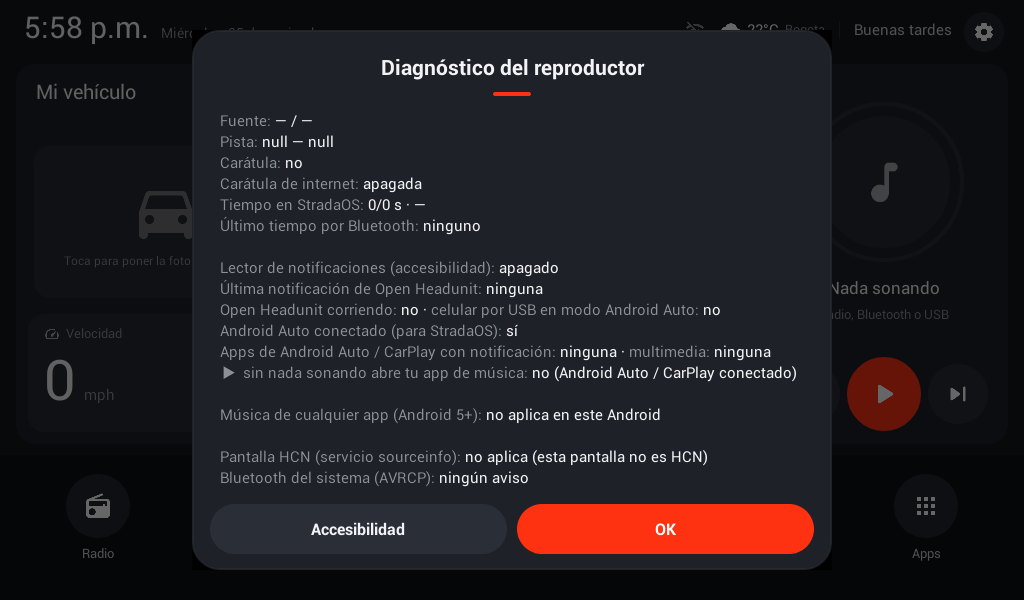 5:58 p.m.
22°C
Bogota
Buenas tardes
Diagnóstico del reproductor
Mi vehículo
Fuente: — / —
Pista: null — null
Carátula: no
Carátula de internet: apagada
Tiempo en StradaOS: 0/0 s · —
Último tiempo por Bluetooth: ninguno
Toca para poner la foto
Lector de notificaciones (accesibilidad): apagado
Última notificación de Open Headunit: ninguna
Open Headunit corriendo: no · celular por USB en modo Android Auto: no
Android Auto conectado (para StradaOS): sí
Apps de Android Auto / CarPlay con notificación: ninguna · multimedia: ninguna
▶ sin nada sonando abre tu app de música: no (Android Auto / CarPlay conectado)
Nada sonando
Bluetooth o USB
Velocidad
0 mph
Música de cualquier app (Android 5+): no aplica en este Android
Pantalla HCN (servicio sourceinfo): no aplica (esta pantalla no es HCN)
Bluetooth del sistema (AVRCP): ningún aviso
Accesibilidad
OK
Radio
Apps